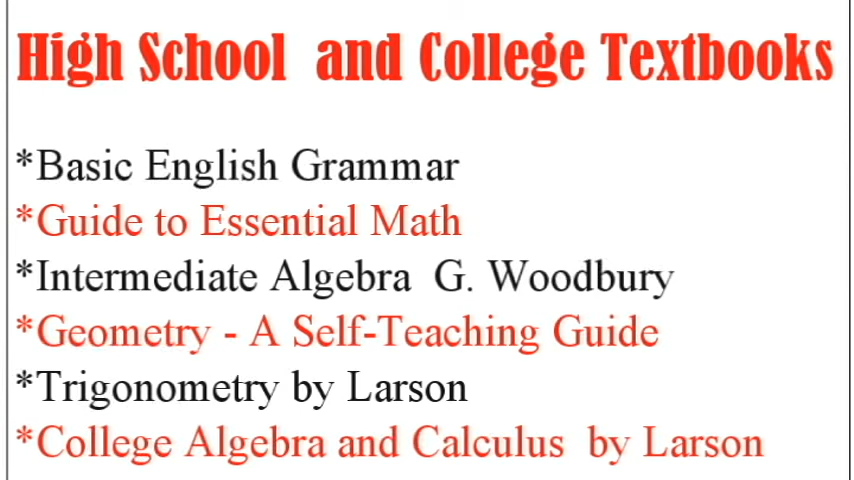 High School and College Textbooks
*Basic English Grammar
*Guide to Essential Math
*Intermediate Algebra G. Woodbury
*Geometry - A Self-Teaching Guide
*Trigonometry by Larson
*College Algebra and Calculus by Larson